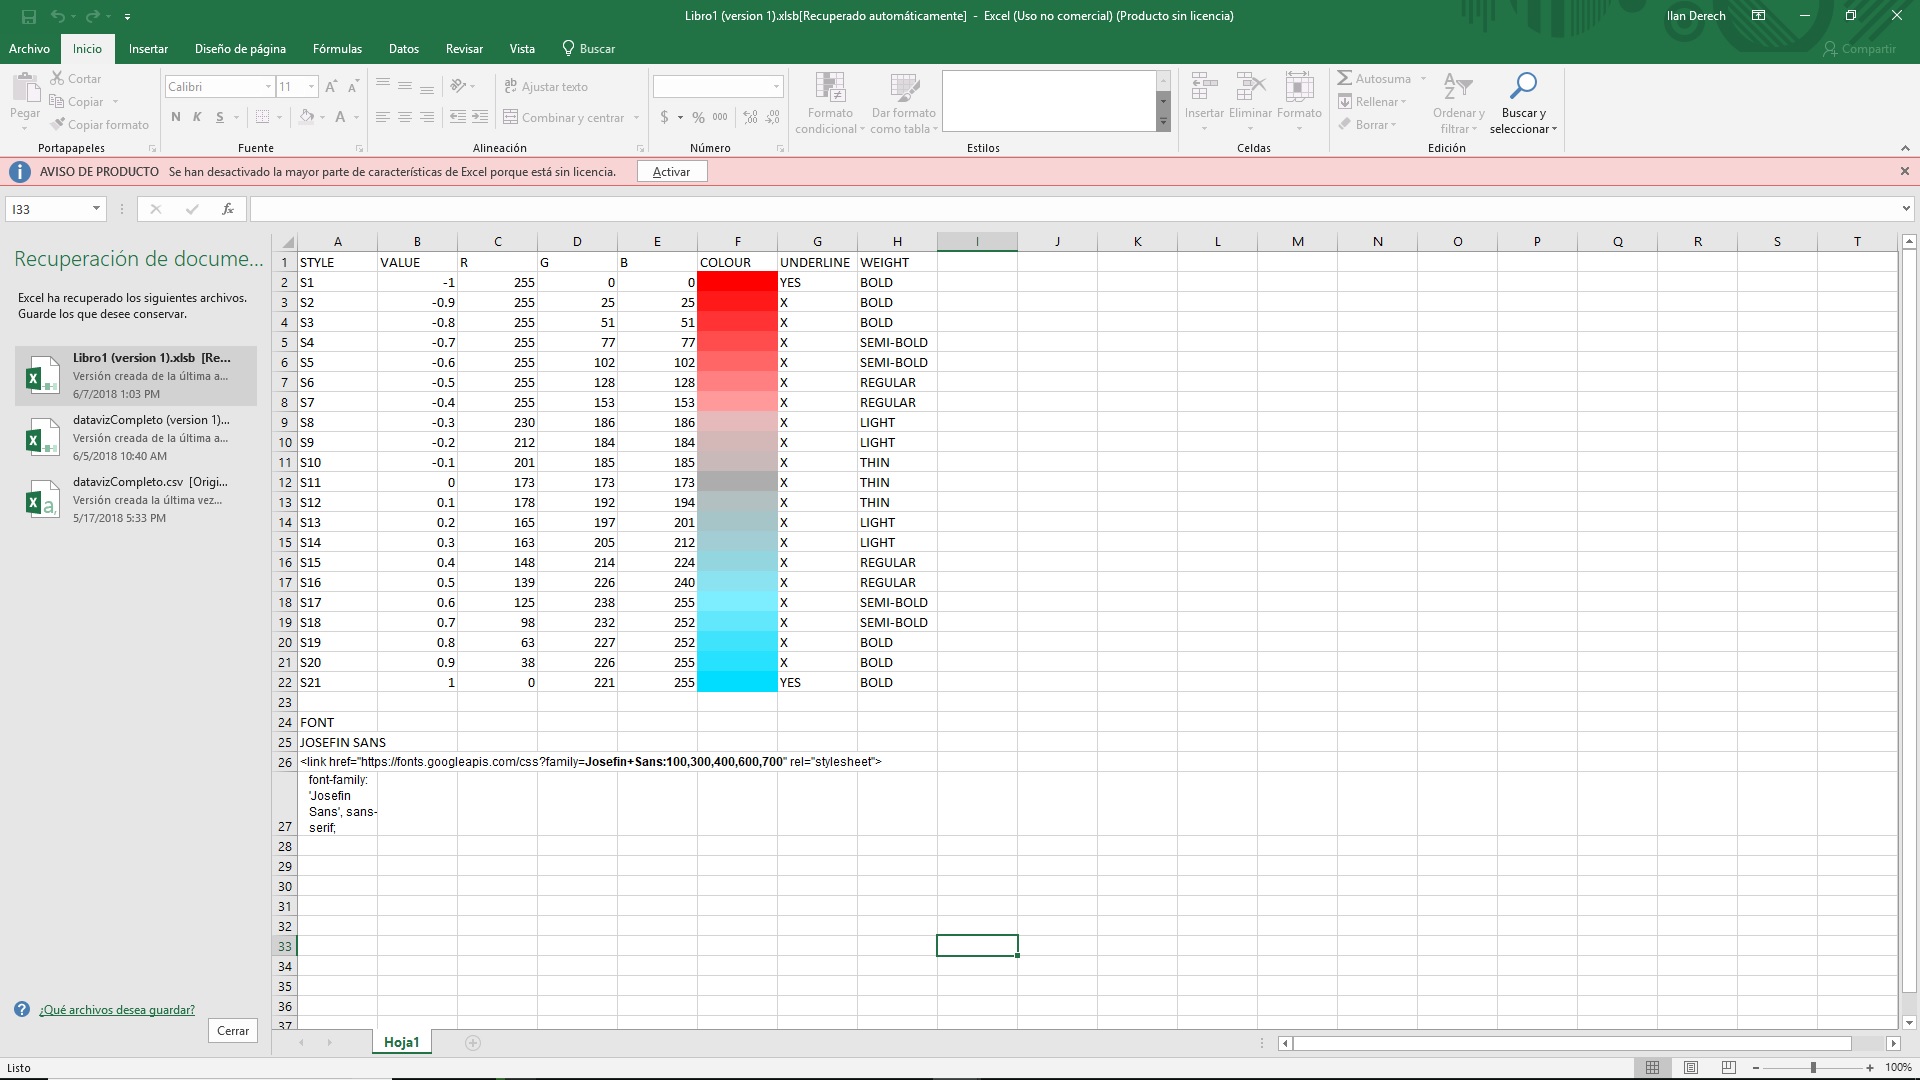 Libro1 (version 1).xlsb[Recuperado automáticamente] - Excel (Uso no comercial) (Producto sin licencia)
Ilan Derech
Archivo Inicio Insertar Diseño de página Fórmulas Datos Revisar Vista Buscar Compartir
Pegar
Cortar
Copiar
Copiar formato
Portapapeles
Calibri 11
N K S
Fuente
Ajustar texto
Combinar y centrar
Alineación
$ % 000
Número
Formato condicional
Dar formato como tabla
Estilos
Insertar Eliminar Formato
Celdas
Autosuma
Rellenar
Borrar
Ordenar y filtrar
Buscar y seleccionar
Edición
AVISO DE PRODUCTO Se han desactivado la mayor parte de características de Excel porque está sin licencia. Activar
I33 fx
Recuperación de docume...
Excel ha recuperado los siguientes archivos.
Guarde los que desee conservar.
Libro1 (version 1).xlsb [Re...
Versión creada de la última a...
6/7/2018 1:03 PM
datavizCompleto (version 1)...
Versión creada de la última a...
6/5/2018 10:40 AM
datavizCompleto.csv [Origi...
Versión creada la última vez...
5/17/2018 5:33 PM
¿Qué archivos desea guardar?
Cerrar
A B C D E F G H I J K L M N O P Q R S T
1 STYLE VALUE R G B COLOUR UNDERLINE WEIGHT
2 S1 -1 255 0 0 YES BOLD
3 S2 -0.9 255 25 25 X BOLD
4 S3 -0.8 255 51 51 X BOLD
5 S4 -0.7 255 77 77 X SEMI-BOLD
6 S5 -0.6 255 102 102 X SEMI-BOLD
7 S6 -0.5 255 128 128 X REGULAR
8 S7 -0.4 255 153 153 X REGULAR
9 S8 -0.3 230 186 186 X LIGHT
10 S9 -0.2 212 184 184 X LIGHT
11 S10 -0.1 201 185 185 X THIN
12 S11 0 173 173 173 X THIN
13 S12 0.1 178 192 194 X THIN
14 S13 0.2 165 197 201 X LIGHT
15 S14 0.3 163 205 212 X LIGHT
16 S15 0.4 148 214 224 X REGULAR
17 S16 0.5 139 226 240 X REGULAR
18 S17 0.6 125 238 255 X SEMI-BOLD
19 S18 0.7 98 232 252 X SEMI-BOLD
20 S19 0.8 63 227 252 X BOLD
21 S20 0.9 38 226 255 X BOLD
22 S21 1 0 221 255 YES BOLD
23
24 FONT
25 JOSEFIN SANS
26 <link href="https://fonts.googleapis.com/css?family=Josefin+Sans:100,300,400,600,700" rel="stylesheet">
font-family:
'Josefin
Sans', sans-
27 serif;
28
29
30
31
32
33
34
35
36
37
Hoja1
Listo
100%